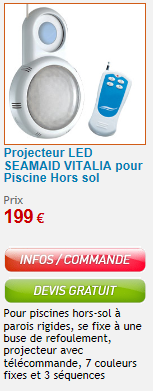 Projecteur LED
SEAMAID VITALIA pour
Piscine Hors sol
Prix
199 €
INFOS / COMMANDE
DEVIS GRATUIT
Pour piscines hors-sol à
parois rigides, se fixe à une
buse de refoulement,
projecteur avec
télécommande, 7 couleurs
fixes et 3 séquences